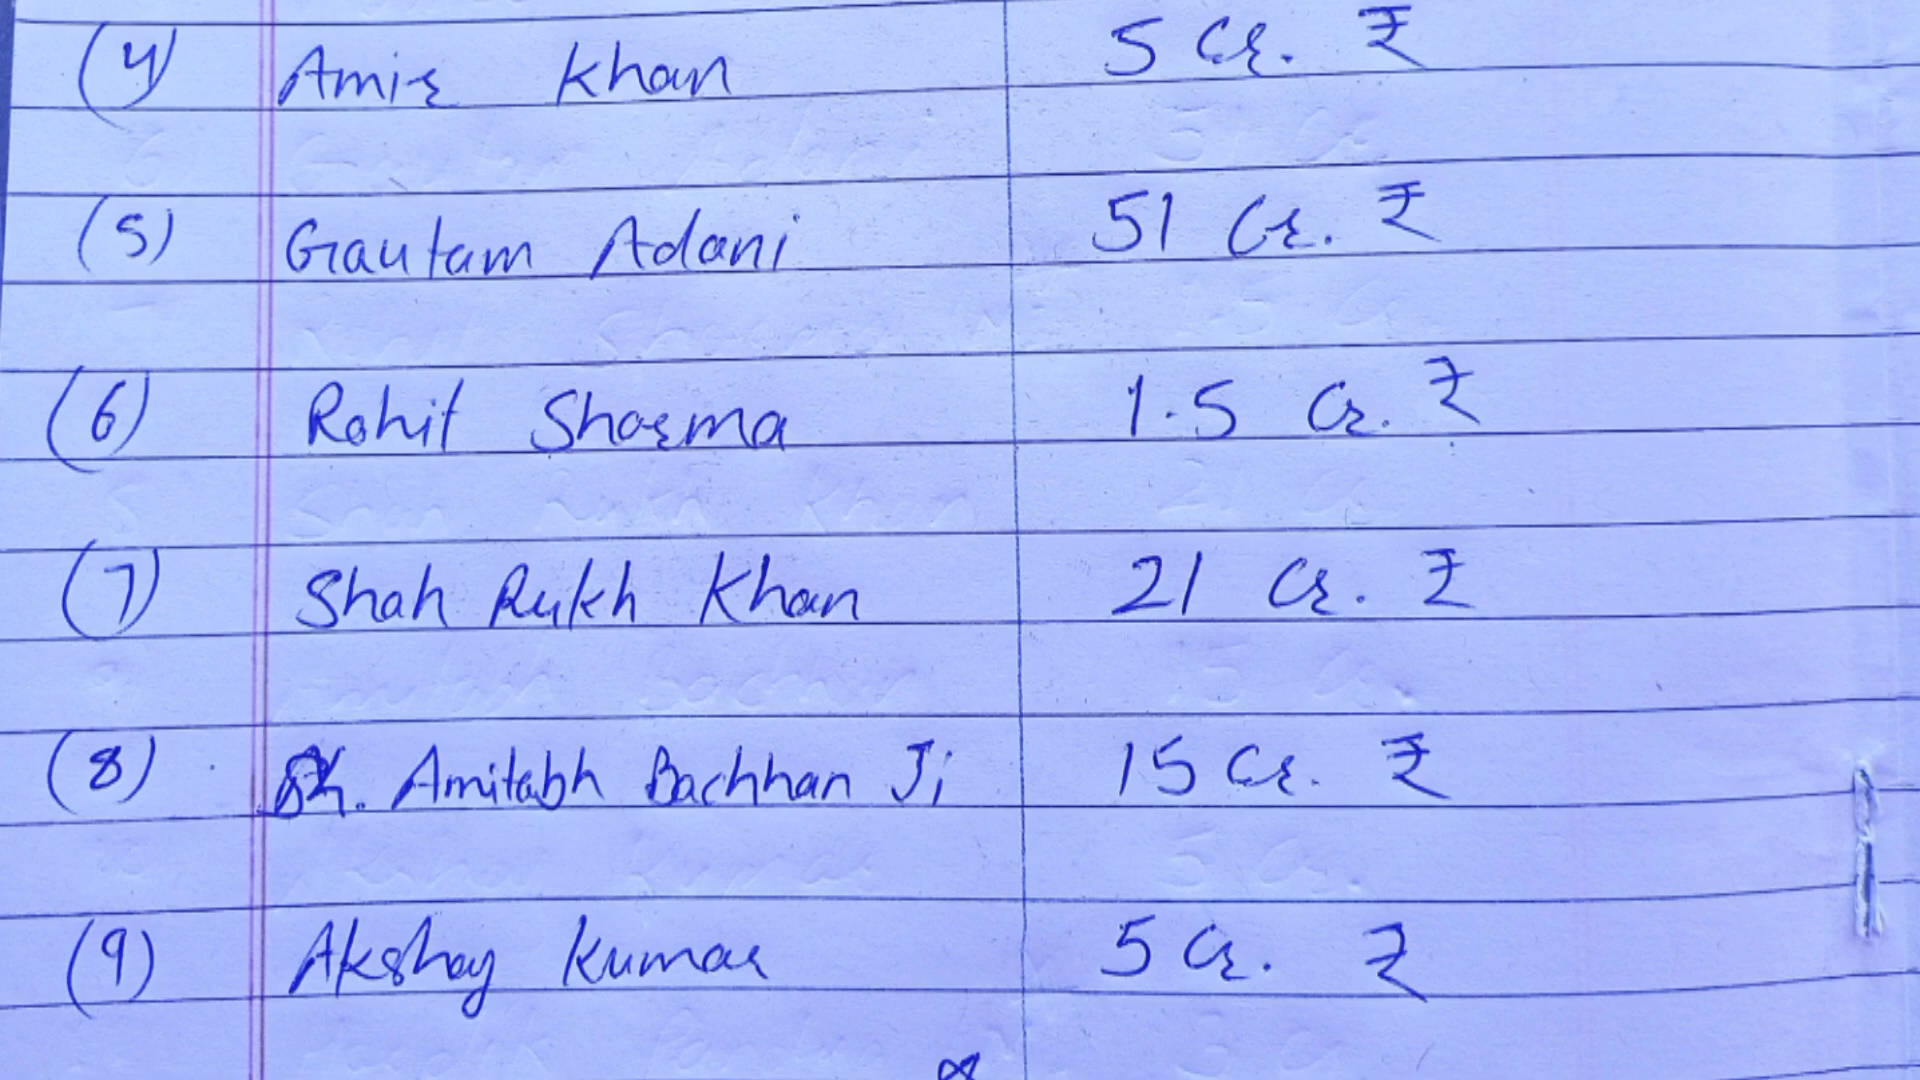 (4) Amir Khan 5 Cr. ₹
(5) Gautam Adani 51 Cr. ₹
(6) Rohit Sharma 1.5 Cr. ₹
(7) Shah Rukh Khan 21 Cr. ₹
(8) Sh. Amitabh Bachhan Ji 15 Cr. ₹
(9) Akshay Kumar 5 Cr. ₹